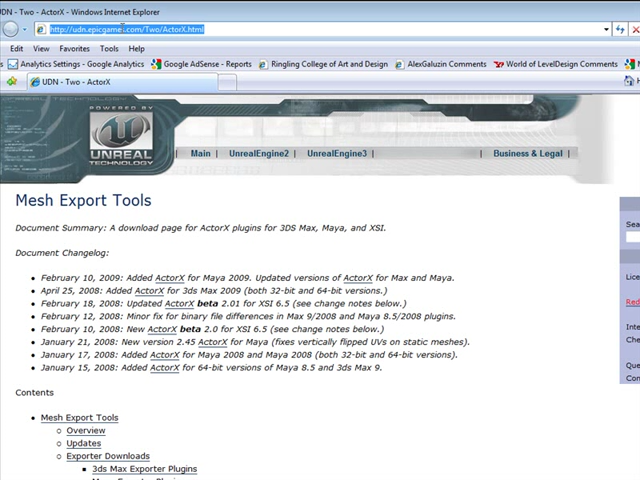 UDN - Two - ActorX - Windows Internet Explorer
http://udn.epicgames.com/Two/ActorX.html
Edit View Favorites Tools Help
Analytics Settings - Google Analytics Google AdSense - Reports Ringling College of Art and Design AlexGaluzin Comments World of LevelDesign Comments
UDN - Two - ActorX
POWERED BY
UNREAL
TECHNOLOGY
| Main | UnrealEngine2 | UnrealEngine3 | | Business & Legal |
Mesh Export Tools
Document Summary: A download page for ActorX plugins for 3DS Max, Maya, and XSI.
Document Changelog:
• February 10, 2009: Added ActorX for Maya 2009. Updated versions of ActorX for Max and Maya.
• April 25, 2008: Added ActorX for 3ds Max 2009 (both 32-bit and 64-bit versions.)
• February 18, 2008: Updated ActorX beta 2.01 for XSI 6.5 (see change notes below.)
• February 12, 2008: Minor fix for binary file differences in Max 9/2008 and Maya 8.5/2008 plugins.
• February 10, 2008: New ActorX beta 2.0 for XSI 6.5 (see change notes below.)
• January 21, 2008: New version 2.45 ActorX for Maya (fixes vertically flipped UVs on static meshes).
• January 17, 2008: Added ActorX for Maya 2008 and Maya 2008 (both 32-bit and 64-bit versions).
• January 15, 2008: Added ActorX for 64-bit versions of Maya 8.5 and 3ds Max 9.
Contents
• Mesh Export Tools
Overview
Updates
Exporter Downloads
3ds Max Exporter Plugins
Sea
Lice
Red
Inte
Che
Que
Con